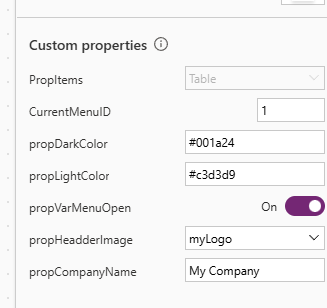 Custom properties
PropItems Table
CurrentMenuID 1
propDarkColor #001a24
propLightColor #c3d3d9
propVarMenuOpen On
propHeadderImage myLogo
propCompanyName My Company